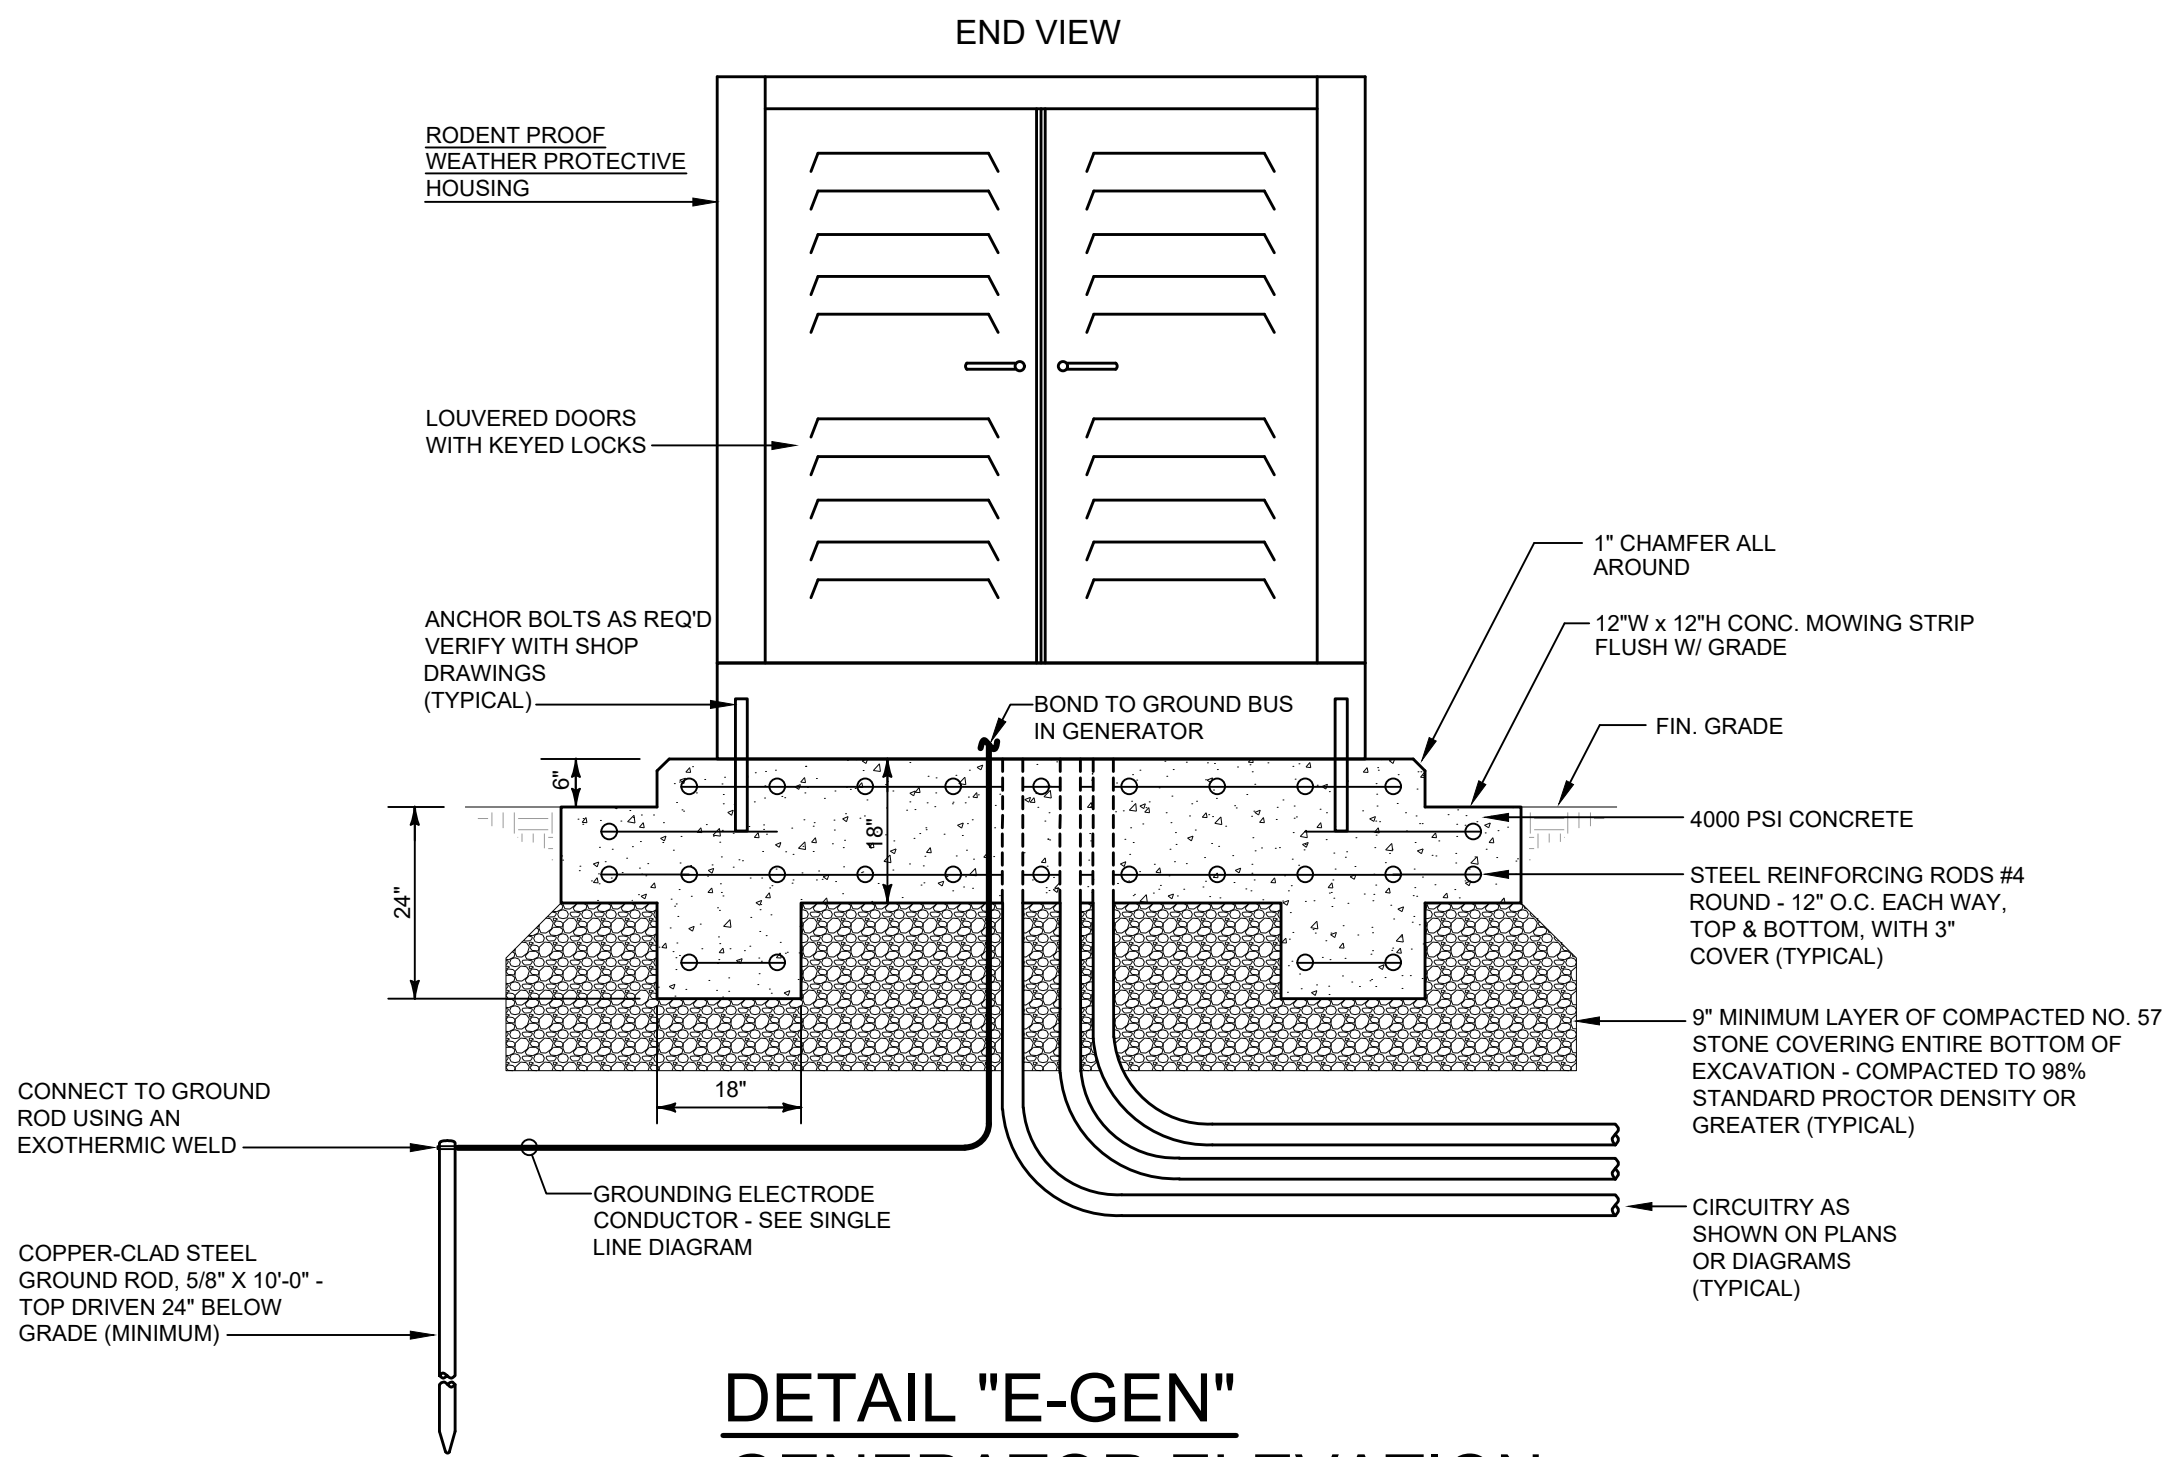 END VIEW
RODENT PROOF
WEATHER PROTECTIVE
HOUSING
LOUVERED DOORS
WITH KEYED LOCKS
1" CHAMFER ALL
AROUND
ANCHOR BOLTS AS REQ'D
VERIFY WITH SHOP
DRAWINGS
(TYPICAL)
12"W x 12"H CONC. MOWING STRIP
FLUSH W/ GRADE
BOND TO GROUND BUS
IN GENERATOR
FIN. GRADE
6"
18"
24"
4000 PSI CONCRETE
STEEL REINFORCING RODS #4
ROUND - 12" O.C. EACH WAY,
TOP & BOTTOM, WITH 3"
COVER (TYPICAL)
9" MINIMUM LAYER OF COMPACTED NO. 57
STONE COVERING ENTIRE BOTTOM OF
EXCAVATION - COMPACTED TO 98%
STANDARD PROCTOR DENSITY OR
GREATER (TYPICAL)
18"
CONNECT TO GROUND
ROD USING AN
EXOTHERMIC WELD
GROUNDING ELECTRODE
CONDUCTOR - SEE SINGLE
LINE DIAGRAM
CIRCUITRY AS
SHOWN ON PLANS
OR DIAGRAMS
(TYPICAL)
COPPER-CLAD STEEL
GROUND ROD, 5/8" X 10'-0" -
TOP DRIVEN 24" BELOW
GRADE (MINIMUM)
DETAIL "E-GEN"
GENERATOR ELEVATION